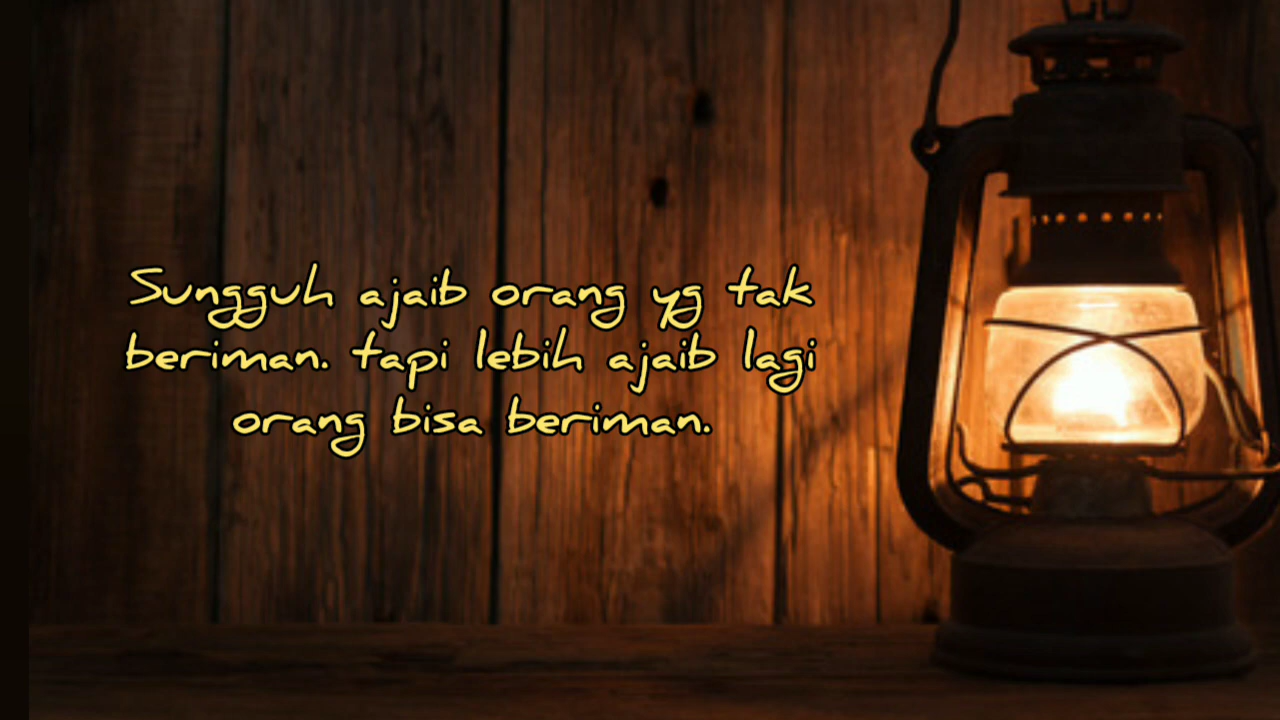 Sungguh ajaib orang yg tak
beriman. tapi lebih ajaib lagi
orang bisa beriman.